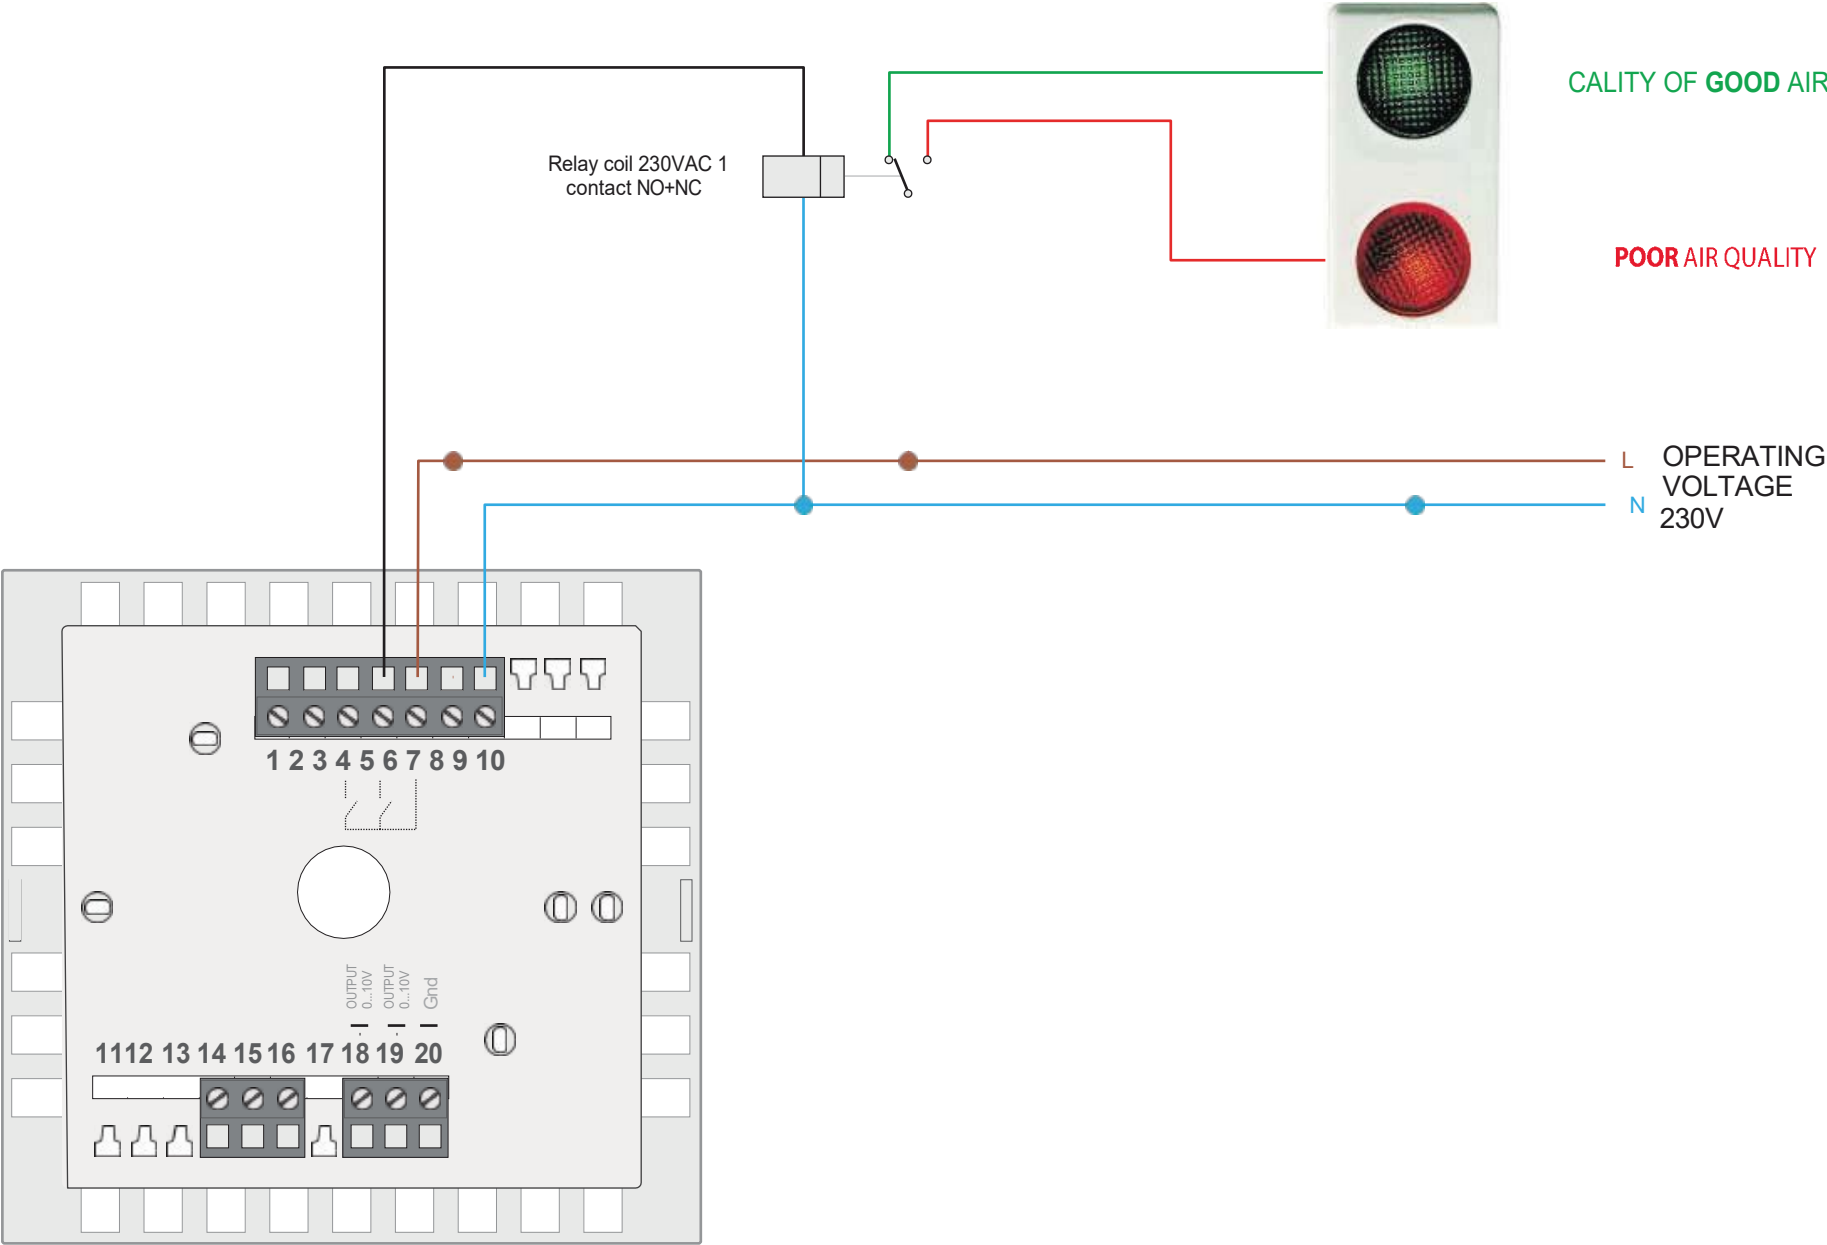 CALITY OF GOOD AIR
Relay coil 230VAC 1
contact NO+NC
POOR AIR QUALITY
L
OPERATING
VOLTAGE
N
230V
1 2 3 4 5 6 7 8 9 10
OUTPUT
0...10V
OUTPUT
0...10V
Gnd
11 12 13 14 15 16 17 18 19 20